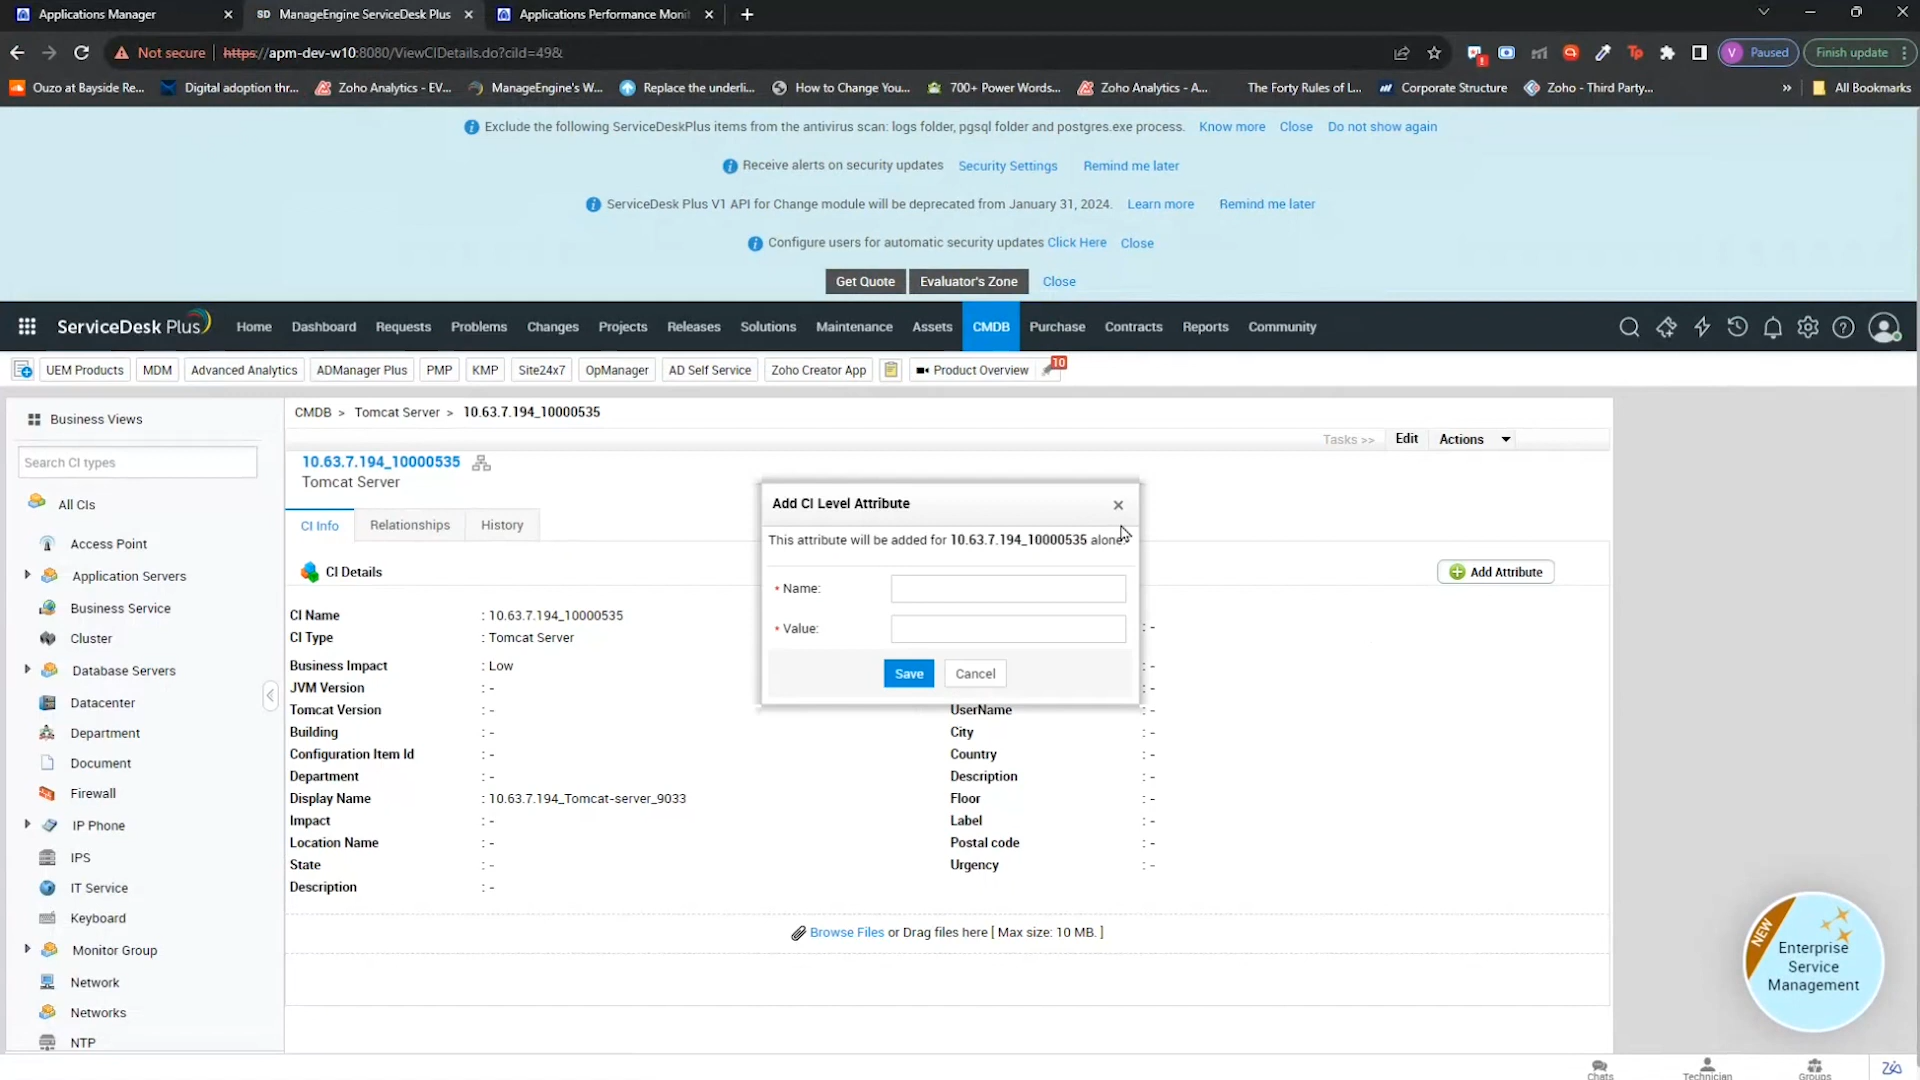 Applications Manager
SD ManageEngine ServiceDesk Plus
Applications Performance Monit
Not secure https://apm-dev-w10:8080/ViewCIDetails.do?ciId=49&
V Paused
Finish update
Ouzo at Bayside Re...
Digital adoption thr...
Zoho Analytics - EV...
ManageEngine's W...
Replace the underli...
How to Change You...
700+ Power Words...
Zoho Analytics - A...
The Forty Rules of L...
Corporate Structure
Zoho - Third Party...
»
All Bookmarks
Exclude the following ServiceDeskPlus items from the antivirus scan: logs folder, pgsql folder and postgres.exe process. Know more Close Do not show again
Receive alerts on security updates Security Settings Remind me later
ServiceDesk Plus V1 API for Change module will be deprecated from January 31, 2024. Learn more Remind me later
Configure users for automatic security updates Click Here Close
Get Quote Evaluator's Zone Close
ServiceDesk Plus Home Dashboard Requests Problems Changes Projects Releases Solutions Maintenance Assets CMDB Purchase Contracts Reports Community
UEM Products MDM Advanced Analytics ADManager Plus PMP KMP Site24x7 OpManager AD Self Service Zoho Creator App Product Overview 10
Business Views
Search CI types
All CIs
Access Point
Application Servers
Business Service
Cluster
Database Servers
Datacenter
Department
Document
Firewall
IP Phone
IPS
IT Service
Keyboard
Monitor Group
Network
Networks
NTP
CMDB > Tomcat Server > 10.63.7.194_10000535
Tasks >> Edit Actions
10.63.7.194_10000535
Tomcat Server
CI Info Relationships History
CI Details
Add Attribute
CI Name : 10.63.7.194_10000535
CI Type : Tomcat Server : -
Business Impact : Low : -
JVM Version : - : -
Tomcat Version : - UserName : -
Building : - City : -
Configuration Item Id : - Country : -
Department : - Description : -
Display Name : 10.63.7.194_Tomcat-server_9033 Floor : -
Impact : - Label : -
Location Name : - Postal code : -
State : - Urgency : -
Description : -
Browse Files or Drag files here [ Max size: 10 MB. ]
Add CI Level Attribute
This attribute will be added for 10.63.7.194_10000535 alone
* Name:
* Value:
Save Cancel
NEW
Enterprise
Service
Management
Chats
Technician
Groups